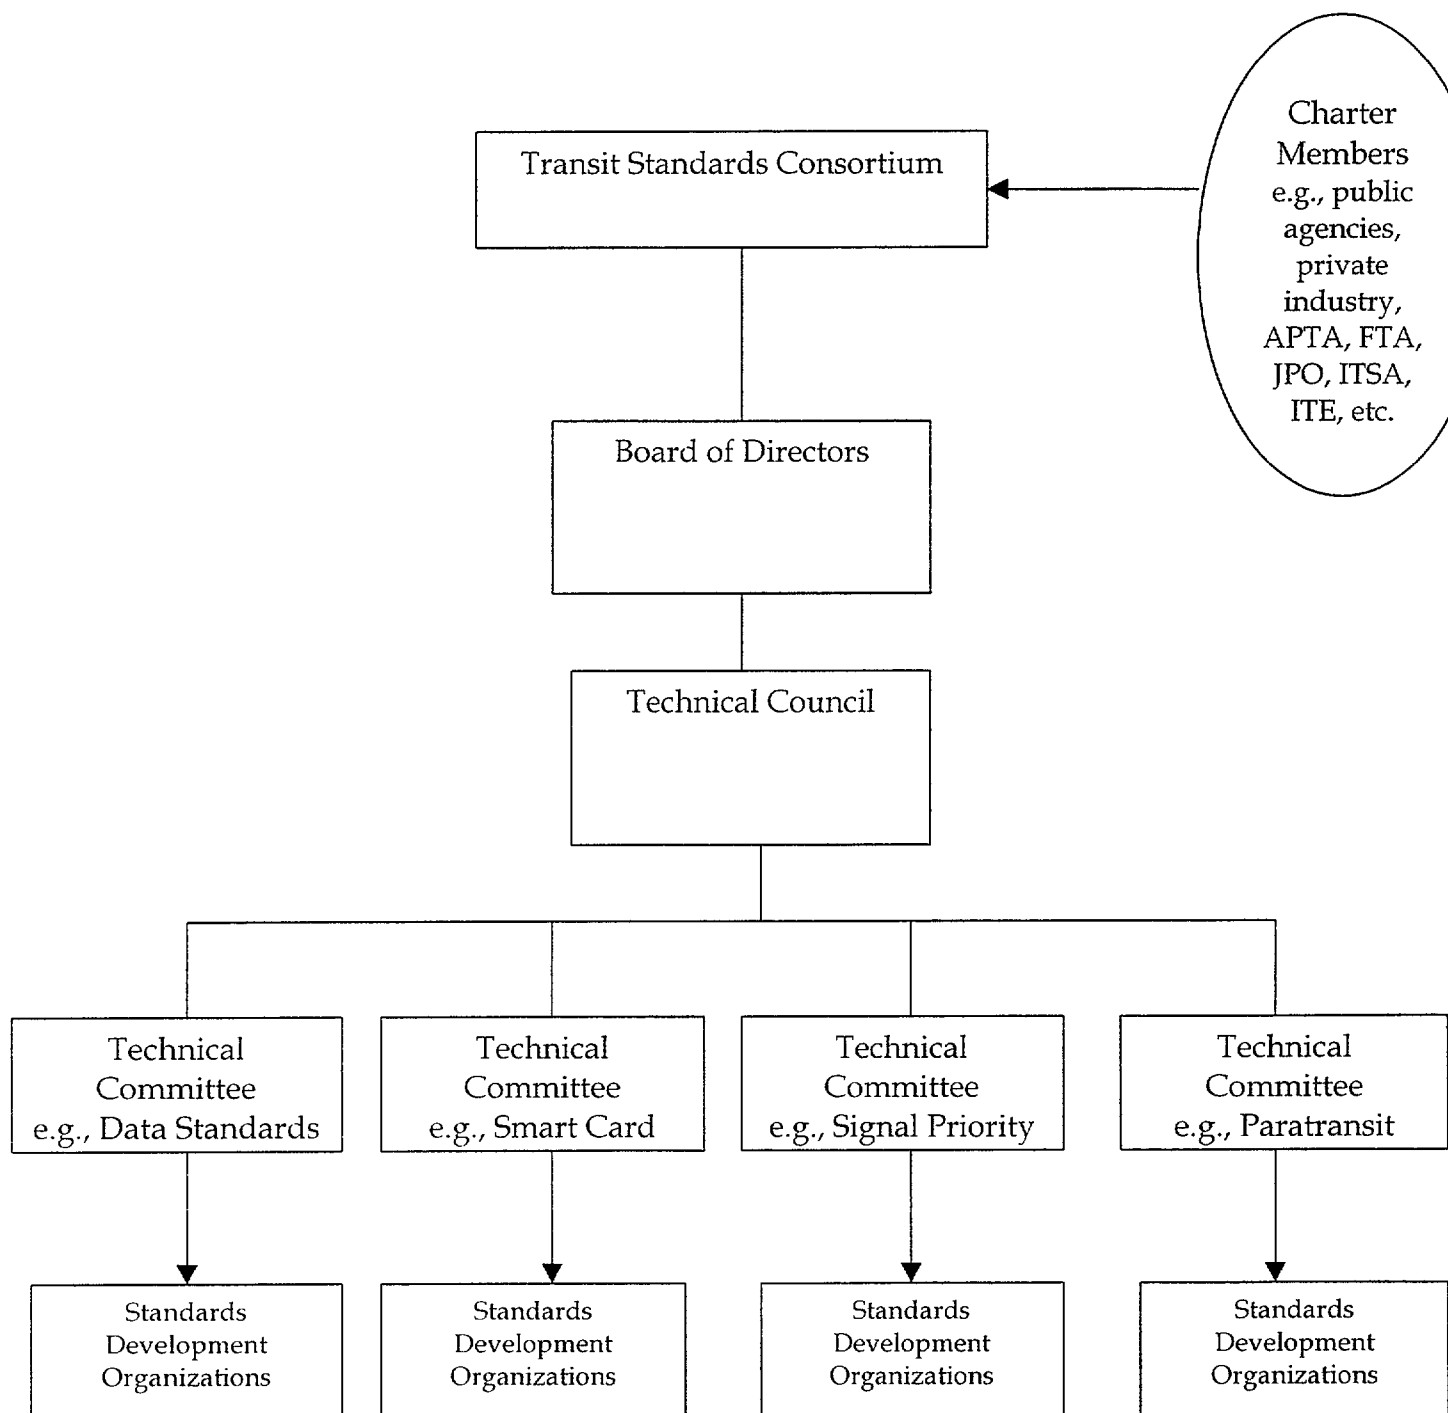 Transit Standards Consortium
Charter
Members
e.g., public
agencies,
private
industry,
APTA, FTA,
JPO, ITSA,
ITE, etc.
Board of Directors
Technical Council
Technical
Committee
e.g., Data Standards
Technical
Committee
e.g., Smart Card
Technical
Committee
e.g., Signal Priority
Technical
Committee
e.g., Paratransit
Standards
Development
Organizations
Standards
Development
Organizations
Standards
Development
Organizations
Standards
Development
Organizations